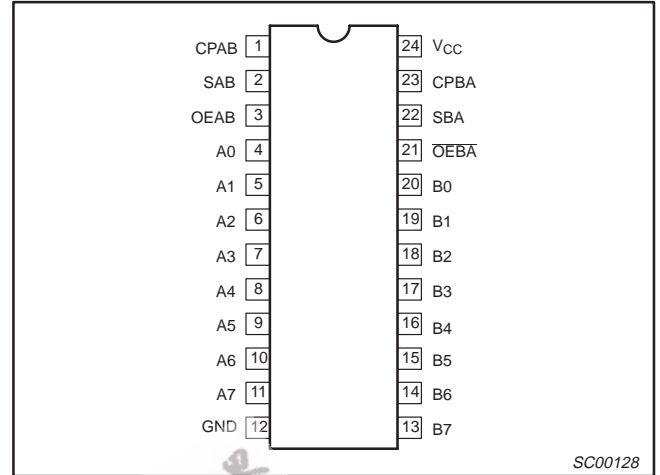 CPAB 1 24 VCC
SAB 2 23 CPBA
OEAB 3 22 SBA
A0 4 21 OEBA
A1 5 20 B0
A2 6 19 B1
A3 7 18 B2
A4 8 17 B3
A5 9 16 B4
A6 10 15 B5
A7 11 14 B6
GND 12 13 B7
SC00128